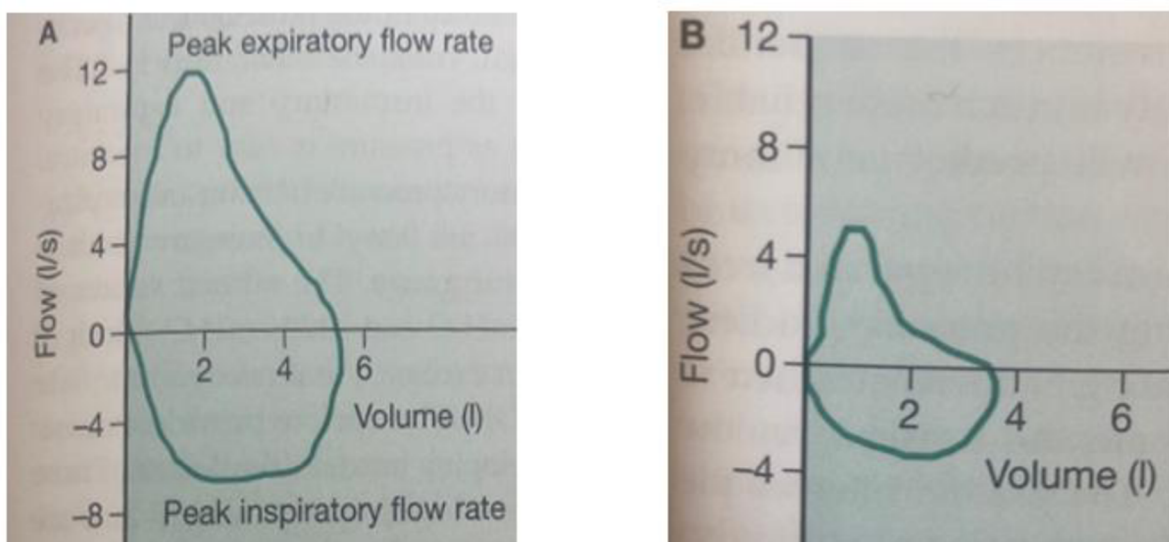 A
Peak expiratory flow rate
12
8
4
0
−4
−8
Flow (l/s)
2 4 6
Volume (l)
Peak inspiratory flow rate
B
12
8
4
0
−4
Flow (l/s)
2 4 6
Volume (l)